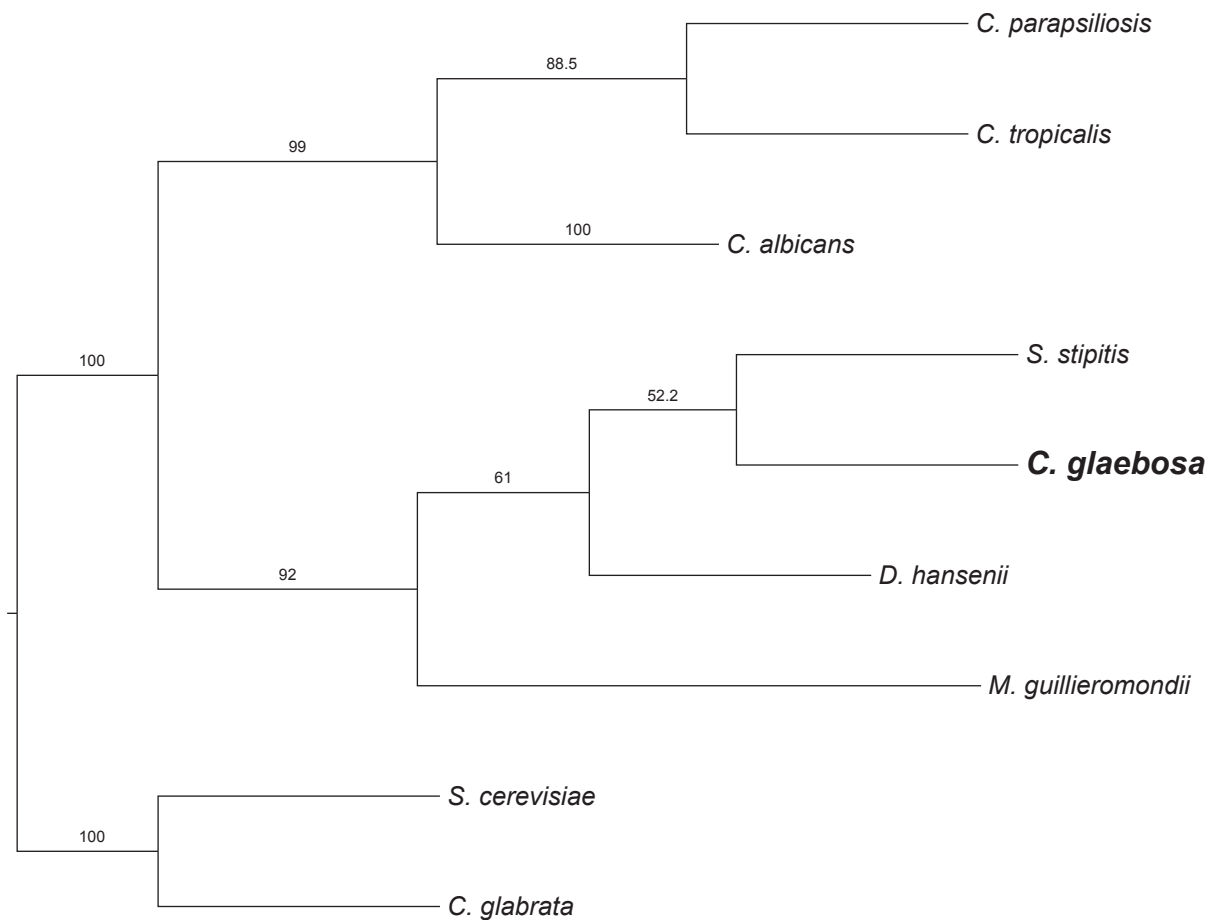 C. parapsiliosis
88.5
C. tropicalis
99
100
C. albicans
S. stipitis
100
52.2
C. glaebosa
61
D. hansenii
92
M. guillieromondii
S. cerevisiae
100
C. glabrata